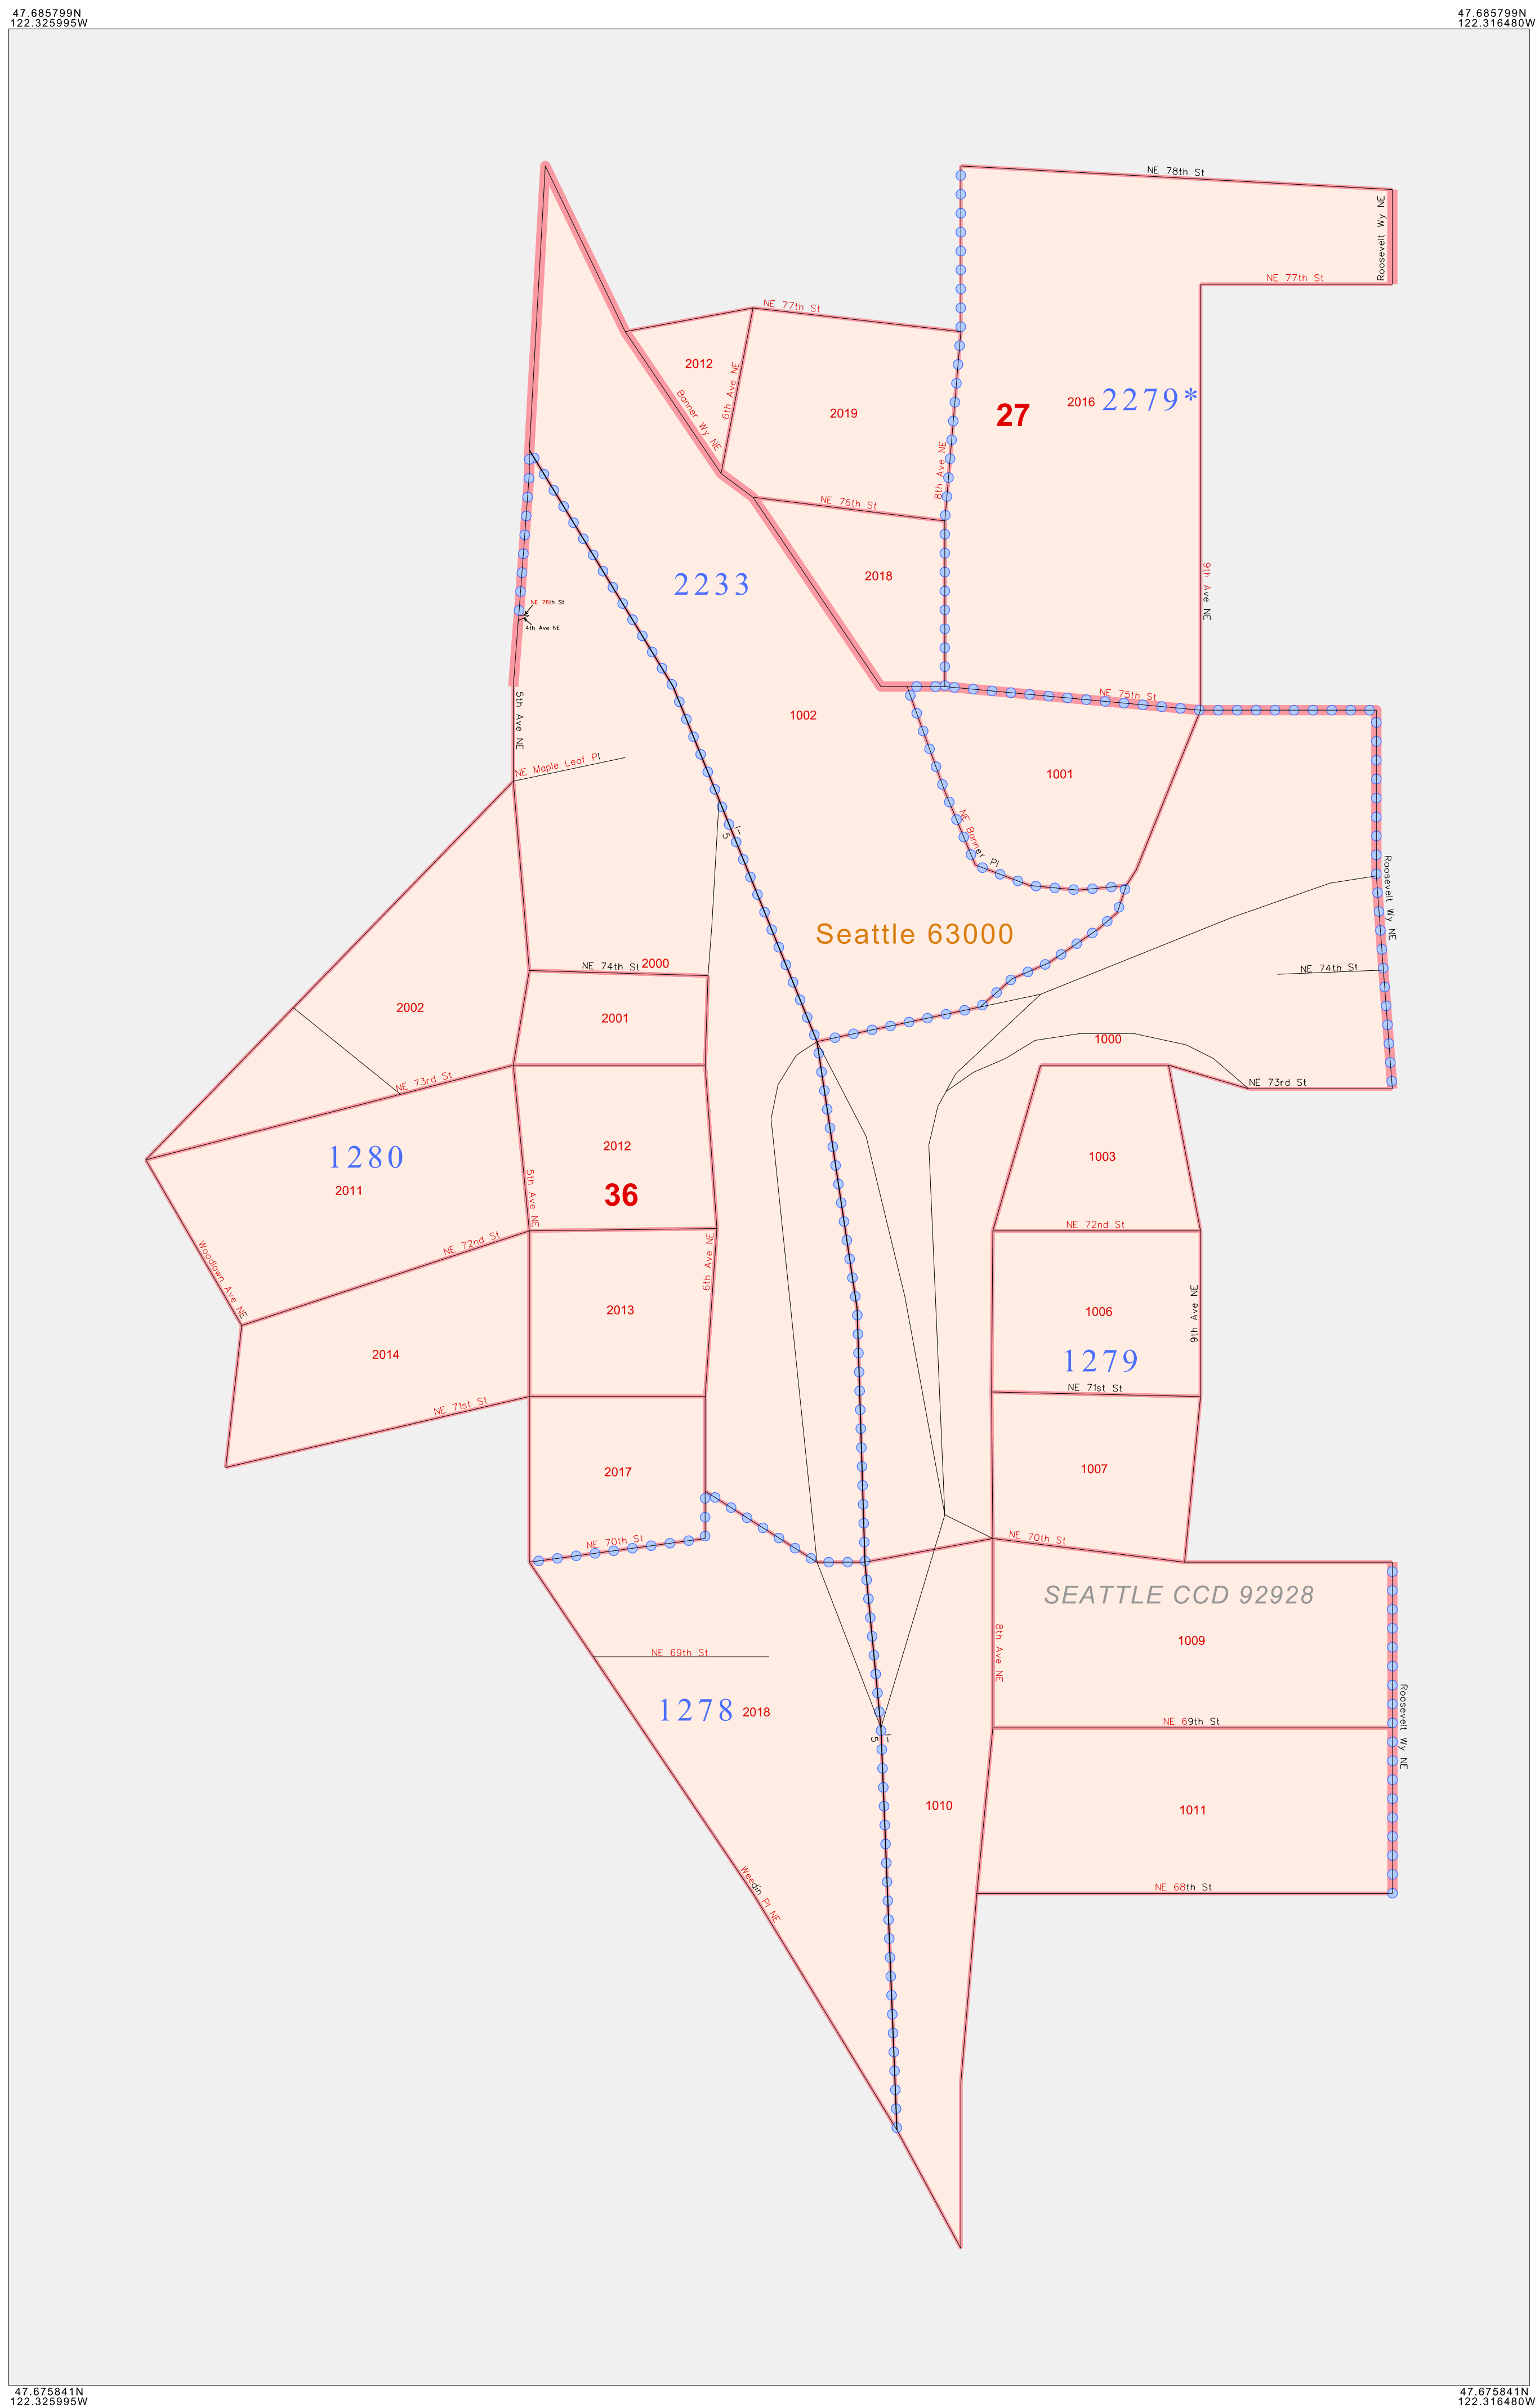 47.685799N
122.325995W
47.685799N
122.316480W
NE 78th St
Roosevelt Wy NE
NE 77th St
NE 77th St
2012
6th Ave NE
Banner Wy NE
2019
27
2016
2279*
8th Ave NE
NE 76th St
2233
2018
9th Ave NE
NE 76th St
4th Ave NE
5th Ave NE
NE 75th St
1002
NE Maple Leaf Pl
1001
I- 5
NE Banner Pl
Roosevelt Wy NE
Seattle 63000
NE 74th St
2000
NE 74th St
2002
2001
1000
NE 73rd St
NE 73rd St
2012
1280
2011
36
5th Ave NE
1003
NE 72nd St
NE 72nd St
Woodlawn Ave NE
6th Ave NE
2013
1006
9th Ave NE
2014
1279
NE 71st St
NE 71st St
2017
1007
NE 70th St
NE 70th St
SEATTLE CCD 92928
8th Ave NE
1009
NE 69th St
1278
2018
I- 5
NE 69th St
Roosevelt Wy NE
1010
1011
Weedin Pl NE
NE 68th St
47.675841N
122.325995W
47.675841N
122.316480W